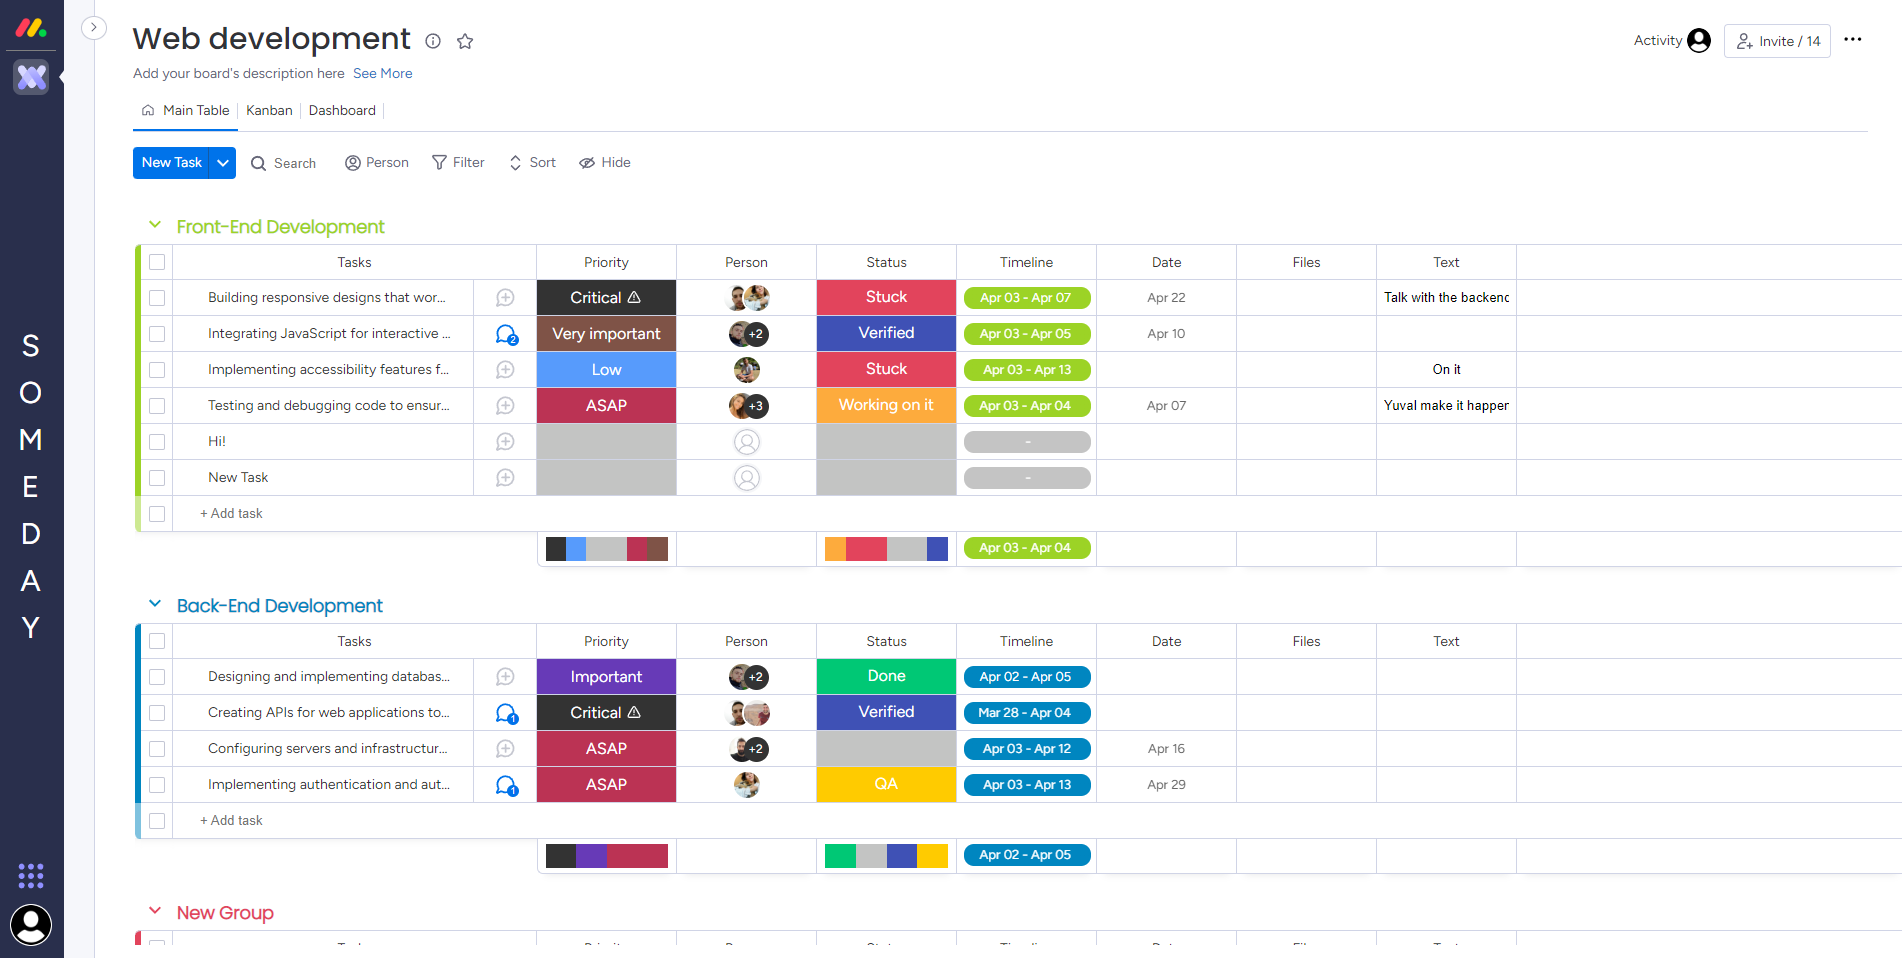 Web development
Activity
Invite / 14
Add your board's description here See More
Main Table Kanban Dashboard
New Task Search Person Filter Sort Hide
S
O
M
E
D
A
Y
Front-End Development
Tasks Priority Person Status Timeline Date Files Text
Building responsive designs that wor... Critical Stuck Apr 03 - Apr 07 Apr 22 Talk with the backend
Integrating JavaScript for interactive ... 2 Very important +2 Verified Apr 03 - Apr 05 Apr 10
Implementing accessibility features f... Low Stuck Apr 03 - Apr 13 On it
Testing and debugging code to ensur... ASAP +3 Working on it Apr 03 - Apr 04 Apr 07 Yuval make it happen
Hi! -
New Task -
+ Add task
Apr 03 - Apr 04
Back-End Development
Tasks Priority Person Status Timeline Date Files Text
Designing and implementing databas... Important +2 Done Apr 02 - Apr 05
Creating APIs for web applications to... 1 Critical Verified Mar 28 - Apr 04
Configuring servers and infrastructur... ASAP +2 Apr 03 - Apr 12 Apr 16
Implementing authentication and aut... 1 ASAP QA Apr 03 - Apr 13 Apr 29
+ Add task
Apr 02 - Apr 05
New Group